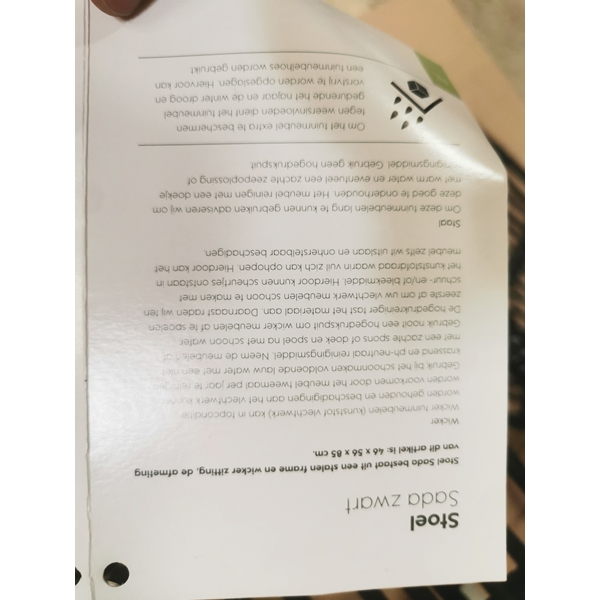 Stoel
Sada zwart
Stoel Sada bestaat uit een stalen frame en wicker zitting, de afmeting
van dit artikel is: 46 x 56 x 85 cm.
Wicker
Wicker tuinmeubelen (kunststof vlechtwerk) kan in topconditie
worden gehouden en beschadigingen aan het vlechtwerk
worden voorkomen door het meubel tweemaal per jaar te
Gebruik bij het schoonmaken voldoende lauw water met een niet
krassend en ph-neutraal reinigingsmiddel. Neem de meubels
met een zachte spons of doek en spoel na met schoon water.
Gebruik nooit een hogedrukspuit om wicker meubelen af te spoelen.
De hogedrukreiniger tast het materiaal aan. Daarnaast raden wij ten
zeerste af om uw vlechtwerk meubelen schoon te maken met
schuur- en/of bleekmiddel. Hierdoor kunnen scheurtjes ontstaan in
het kunststofdraad waarin vuil zich kan ophopen. Hierdoor kan het
meubel zelfs wit uitslaan en onherstelbaar beschadigen.
Staal
Om deze tuinmeubelen lang te kunnen gebruiken adviseren wij om
deze goed te onderhouden. Het meubel reinigen met een doekje
met warm water en eventueel een zachte zeepoplossing of
reinigingsmiddel. Gebruik geen hogedrukspuit
Om het tuinmeubel extra te beschermen
tegen weersinvloeden dient het tuinmeubel
gedurende het najaar en de winter droog en
vorstvrij te worden opgeslagen. Hiervoor kan
een tuinmeubelhoes worden gebruikt